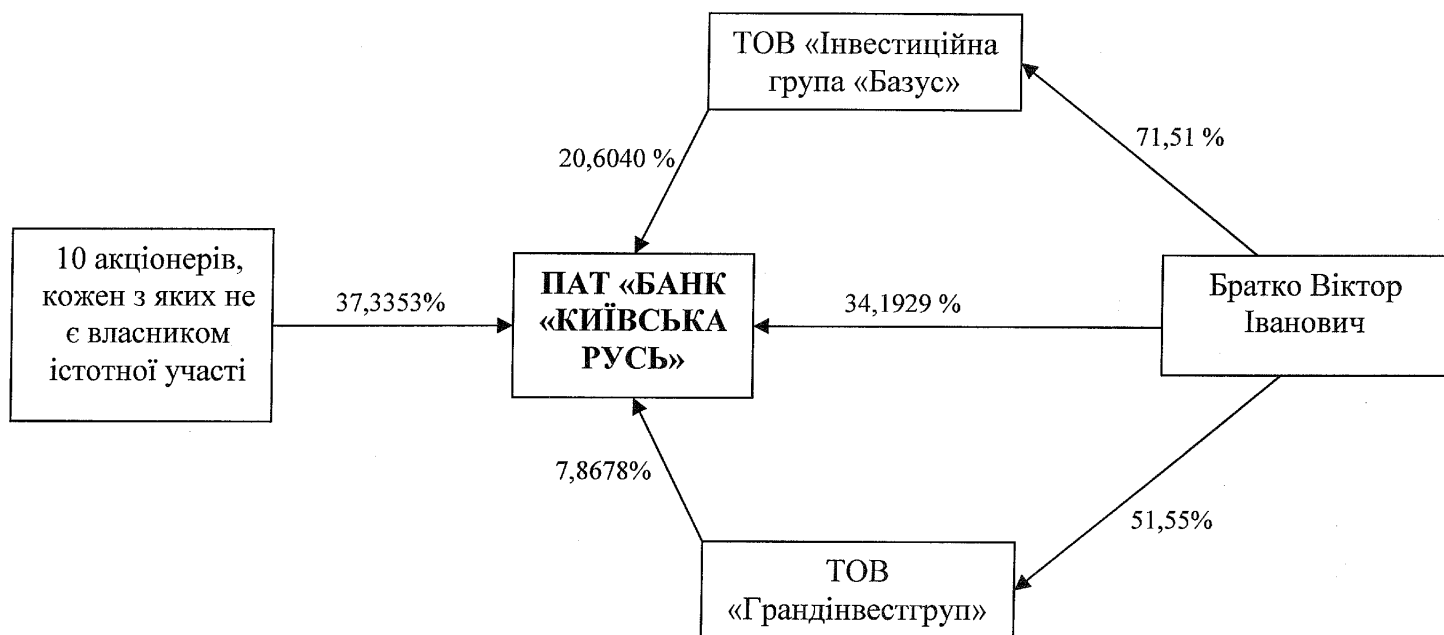 ТОВ «Інвестиційна
група «Базус»
71,51 %
20,6040 %
10 акціонерів,
кожен з яких не
є власником
істотної участі
37,3353%
ПАТ «БАНК
«КИЇВСЬКА
РУСЬ»
34,1929 %
Братко Віктор
Іванович
7,8678%
51,55%
ТОВ
«Грандінвестгруп»